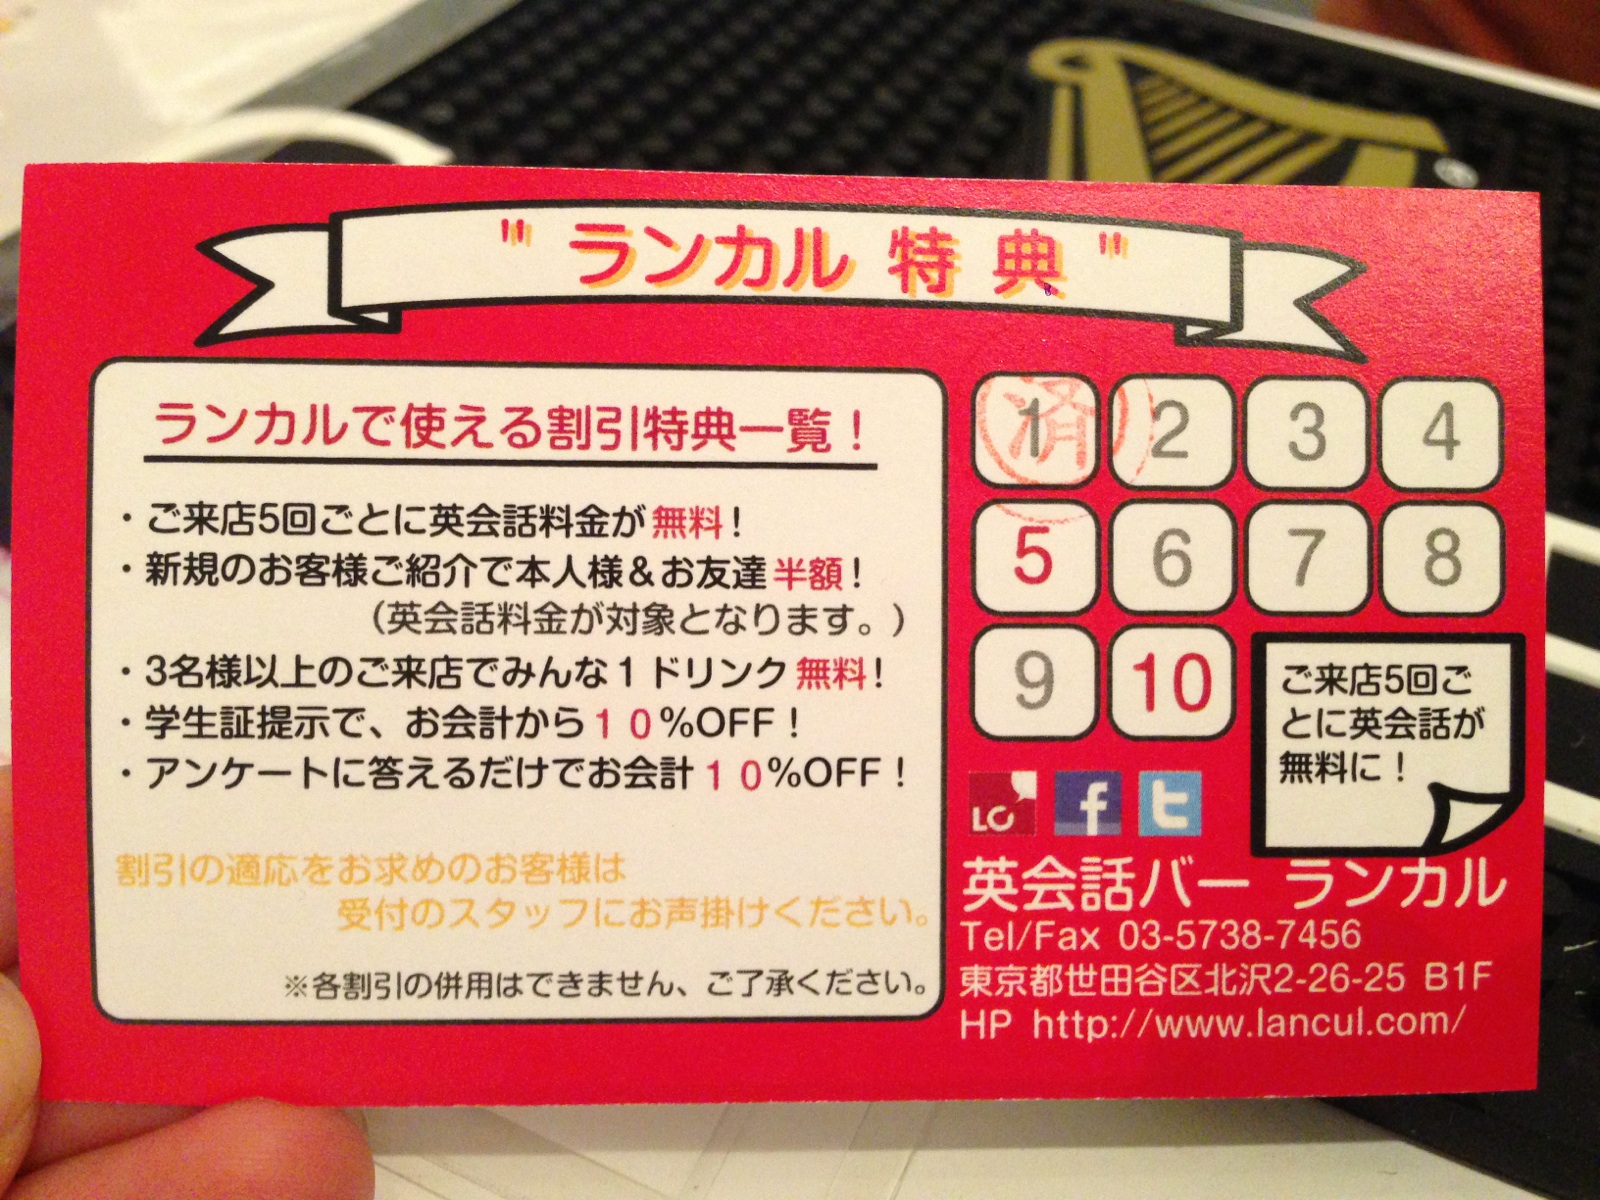 " ランカル 特典 "
ランカルで使える割引特典一覧！
・ご来店5回ごとに英会話料金が無料！
・新規のお客様ご紹介で本人様＆お友達半額！
（英会話料金が対象となります。）
・3名様以上のご来店でみんな1ドリンク無料！
・学生証提示で、お会計から10%OFF！
・アンケートに答えるだけでお会計10%OFF！
割引の適応をお求めのお客様は
受付のスタッフにお声掛けください。
※各割引の併用はできません、ご了承ください。
1 2 3 4
済
5 6 7 8
9 10
ご来店5回ご
とに英会話が
無料に！
LC f t
英会話バー ランカル
Tel/Fax 03-5738-7456
東京都世田谷区北沢2-26-25 B1F
HP http://www.lancul.com/